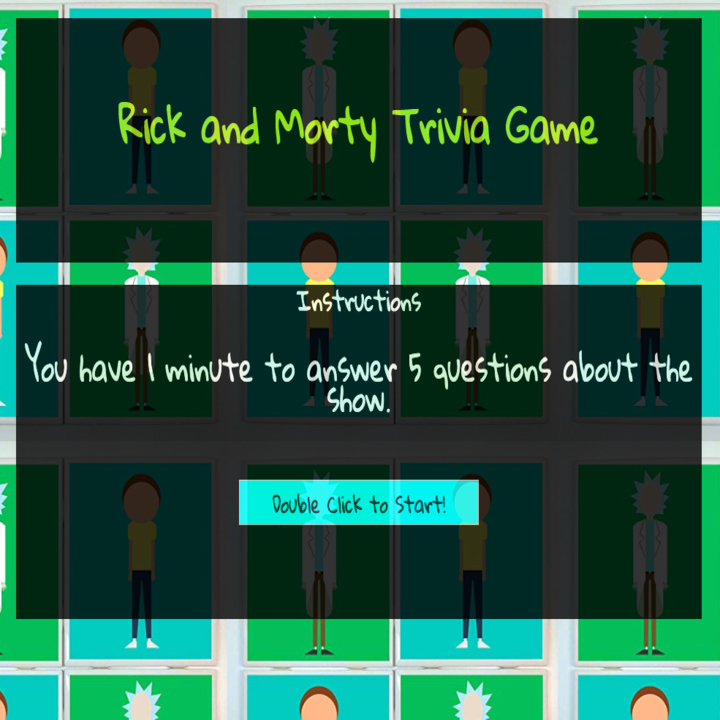 Rick and Morty Trivia Game
Instructions
You have 1 minute to answer 5 questions about the
show.
Double Click to Start!